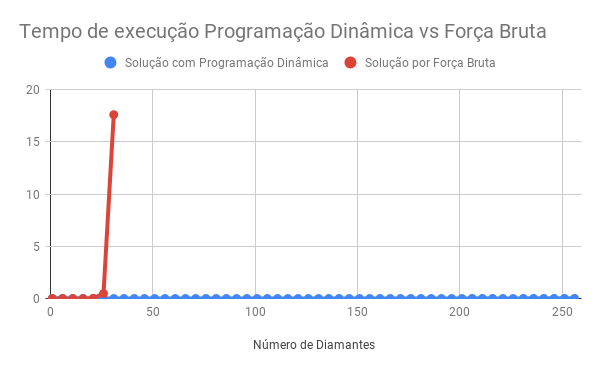 Tempo de execução Programação Dinâmica vs Força Bruta
Solução com Programação Dinâmica
Solução por Força Bruta
20
15
10
5
0
0 50 100 150 200 250
Número de Diamantes